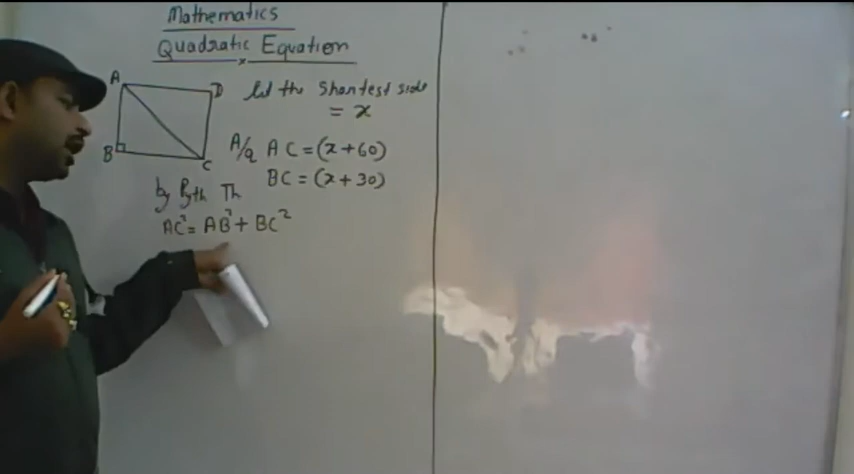 Mathematics
Quadratic Equation
x
A
D
B
C
let the Shortest side
= x
A/Q AC = (x+60)
BC = (x+30)
by Pyth Th
AC² = AB² + BC²